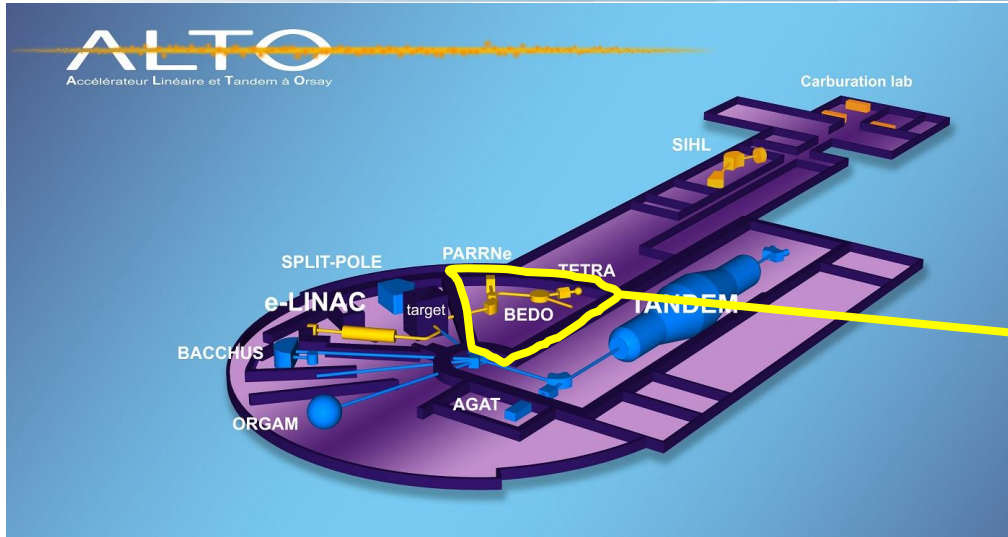 ALTO
Accélérateur Linéaire et Tandem à Orsay
Carburation lab
SIHL
PARRNe
SPLIT-POLE
TETRA
e-LINAC
target
BEDO
TANDEM
BACCHUS
AGAT
ORGAM